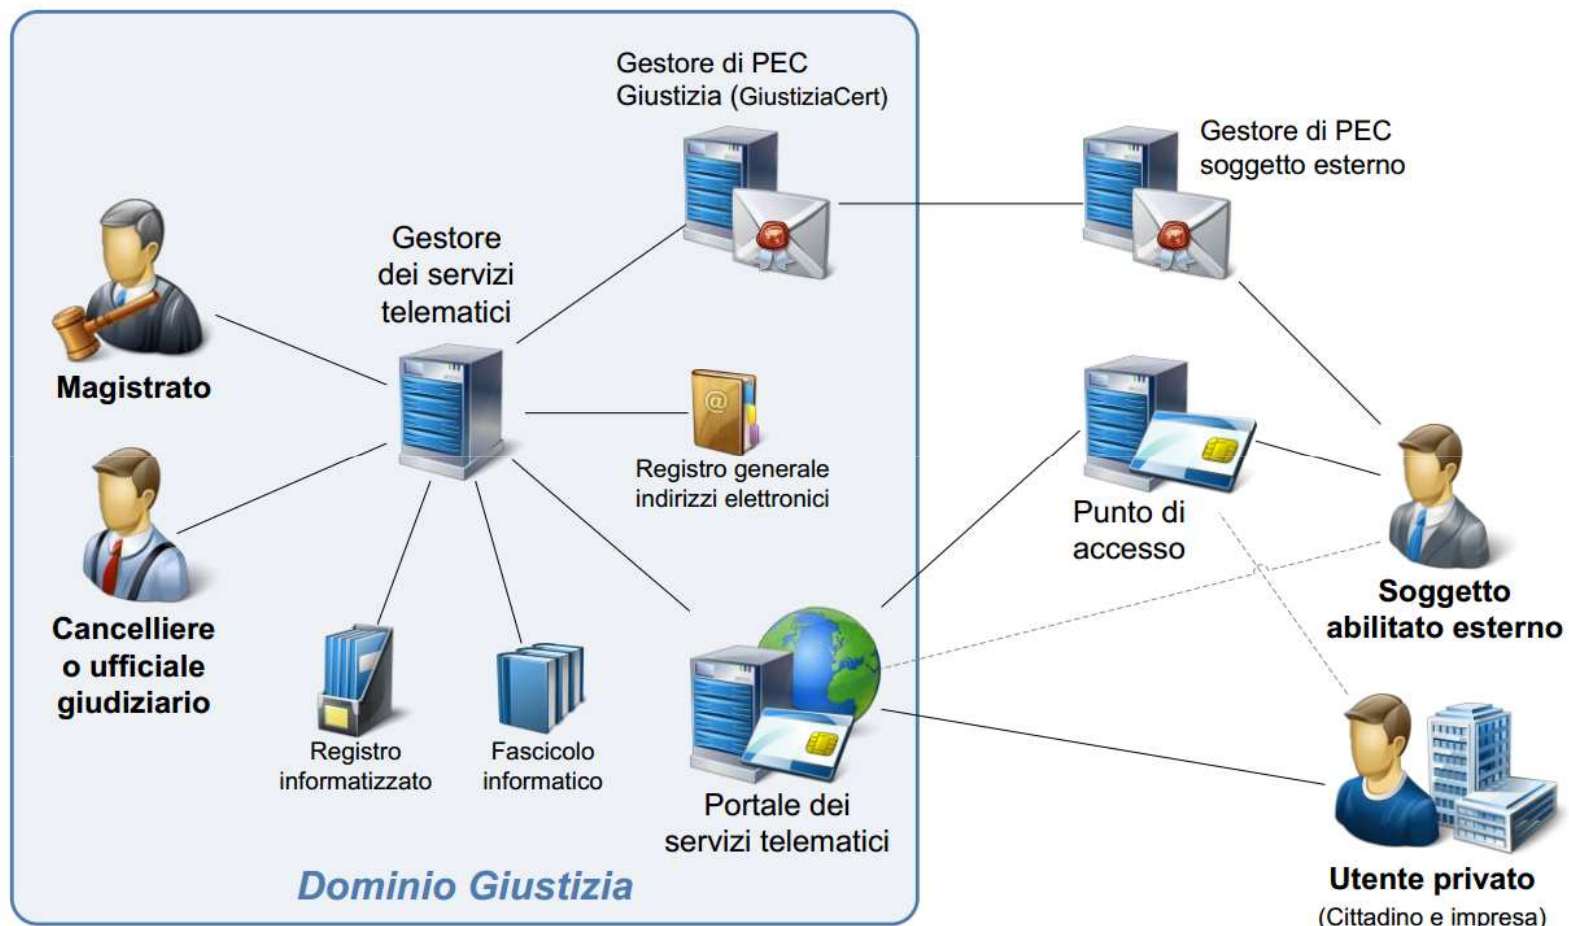 Gestore di PEC
Giustizia (GiustiziaCert)
Gestore di PEC
soggetto esterno
Gestore
dei servizi
telematici
Magistrato
@
Registro generale
indirizzi elettronici
Punto di
accesso
Cancelliere
o ufficiale
giudiziario
Soggetto
abilitato esterno
Registro
informatizzato
Fascicolo
informatico
Portale dei
servizi telematici
Dominio Giustizia
Utente privato
(Cittadino e impresa)